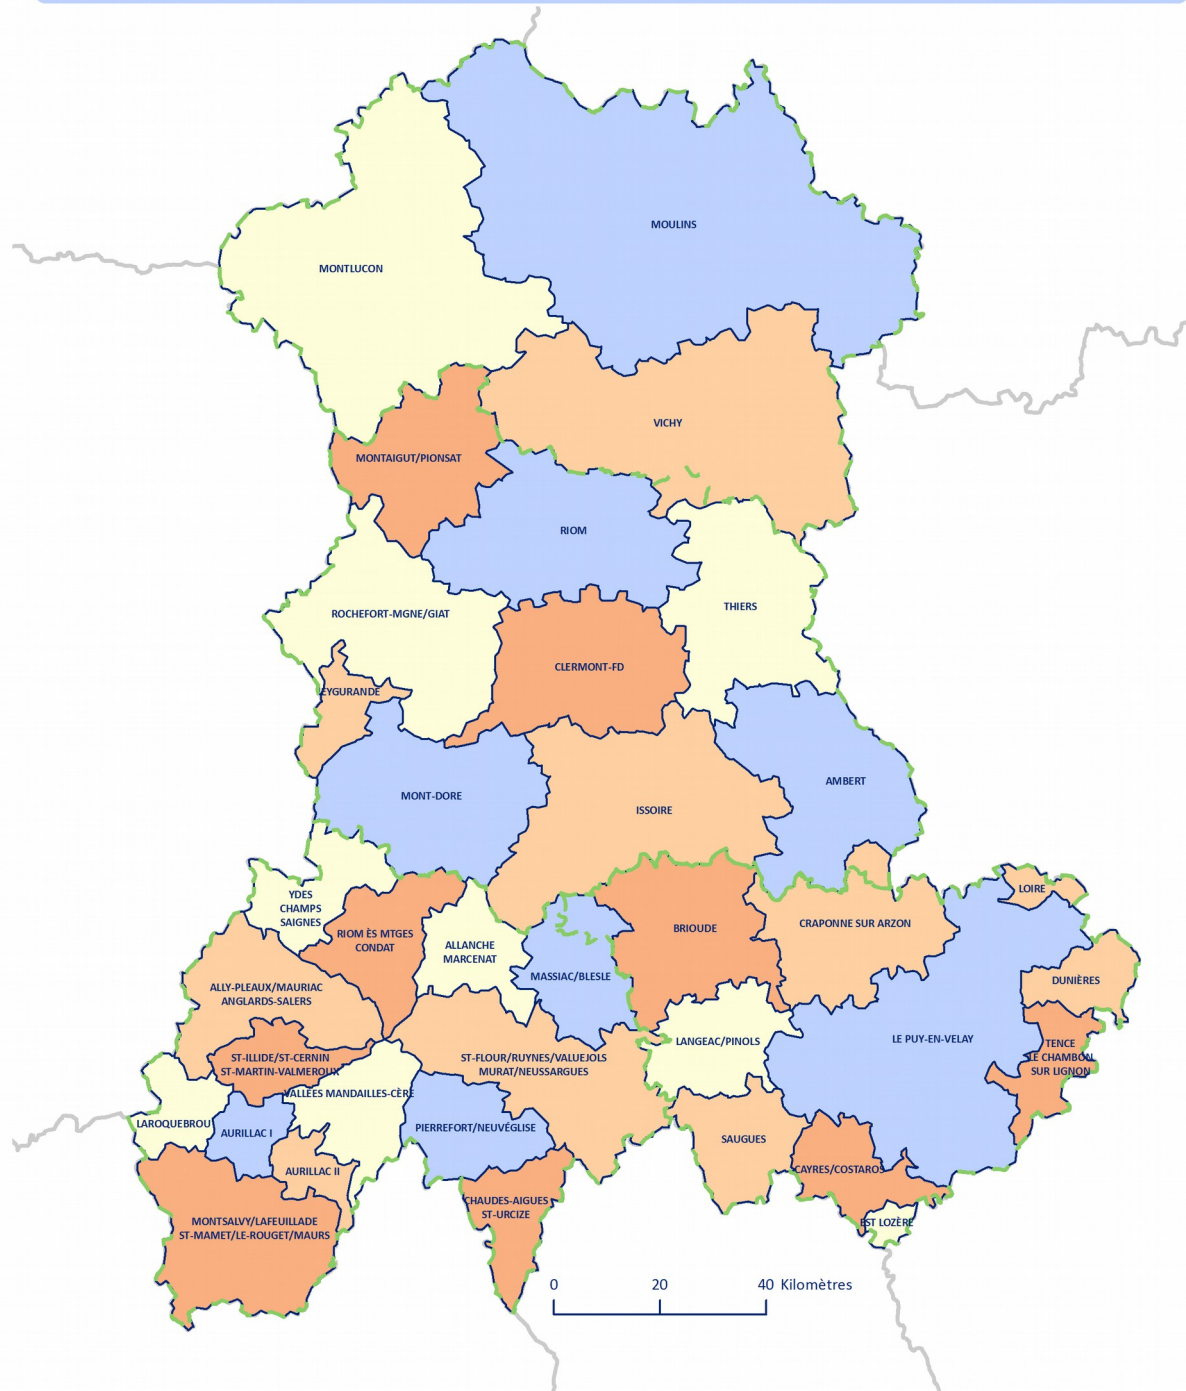 MOULINS
MONTLUCON
VICHY
MONTAIGUT/PIONSAT
RIOM
THIERS
ROCHEFORT-MGNE/GIAT
CLERMONT-FD
EYGURANDE
AMBERT
MONT-DORE
ISSOIRE
YDES
CHAMPS
SAIGNES
LOIRE
RIOM ÈS MTGES
CONDAT
BRIOUDE
CRAPONNE SUR ARZON
ALLANCHE
MARCENAT
MASSIAC/BLESLE
DUNIÈRES
ALLY-PLEAUX/MAURIAC
ANGLARDS-SALERS
LE PUY-EN-VELAY
LANGEAC/PINOLS
TENCE
LE CHAMBON
SUR LIGNON
ST-ILLIDE/ST-CERNIN
ST-MARTIN-VALMEROUX
ST-FLOUR/RUYNES/VALUEJOLS
MURAT/NEUSSARGUES
VALLÉES MANDAILLES-CÈRE
LAROQUEBROU
AURILLAC I
PIERREFORT/NEUVÉGLISE
SAUGUES
AURILLAC II
CAYRES/COSTAROS
CHAUDES-AIGUES
ST-URCIZE
MONTSALVY/LAFEUILLADE
ST-MAMET/LE-ROUGET/MAURS
EST LOZÈRE
0 20 40 Kilomètres